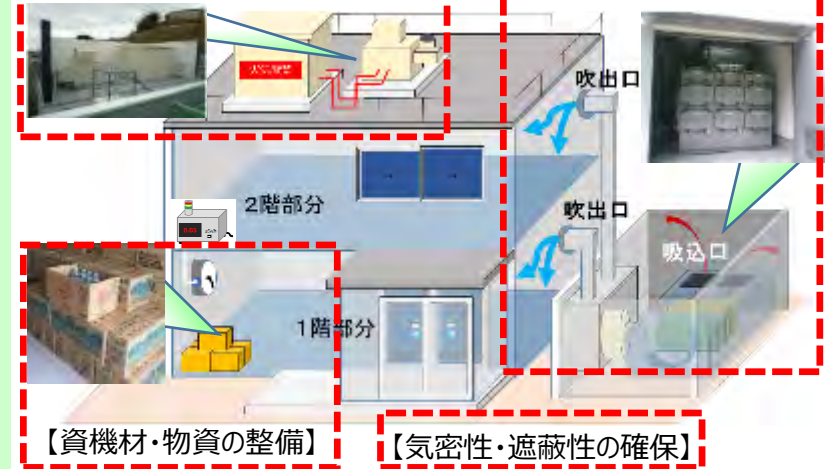 吹出口
2階部分
吹出口
吸込口
1階部分
【資機材・物資の整備】
【気密性・遮蔽性の確保】